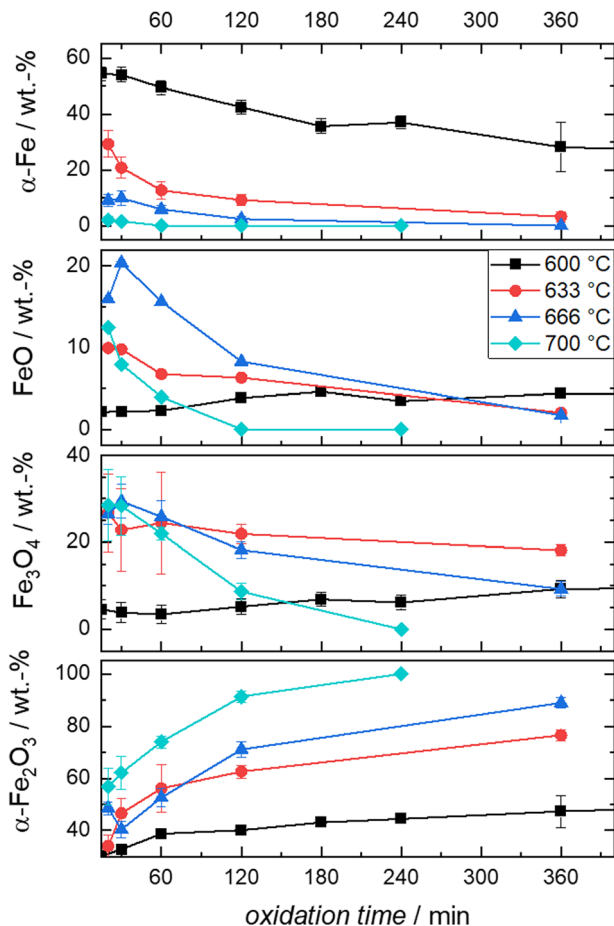 60 120 180 240 300 360
α-Fe / wt.-%
60
40
20
0
FeO / wt.-%
20
10
0
600 °C
633 °C
666 °C
700 °C
Fe₃O₄ / wt.-%
40
20
0
α-Fe₂O₃ / wt.-%
100
80
60
40
60 120 180 240 300 360
oxidation time / min